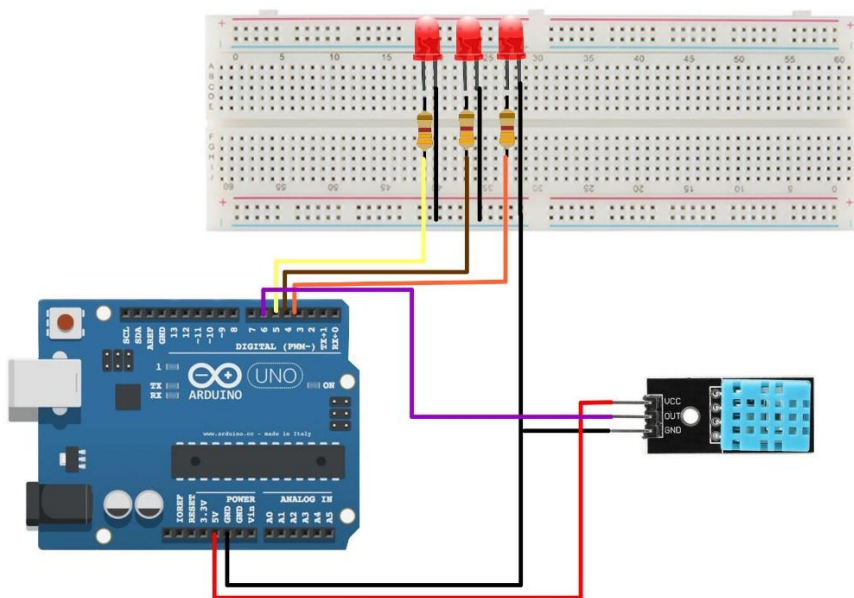 + +
0 5 10 15 20 25 30 35 40 45 50 55 60
A
B
C
D
E
F
G
H
I
J
60 55 50 45 40 35 30 25 20 15 10 5 0
+ +
SCL
SDA
AREF
GND
13
12
~11
~10
~9
8
7
6
5
4
3
2
TX→1
RX←0
DIGITAL (PWM~)
1
TX
RX
ARDUINO
UNO
ON
www.arduino.cc - made in Italy
POWER
ANALOG IN
IOREF
RESET
3.3V
5V
GND
GND
Vin
A0
A1
A2
A3
A4
A5
VCC
OUT
GND